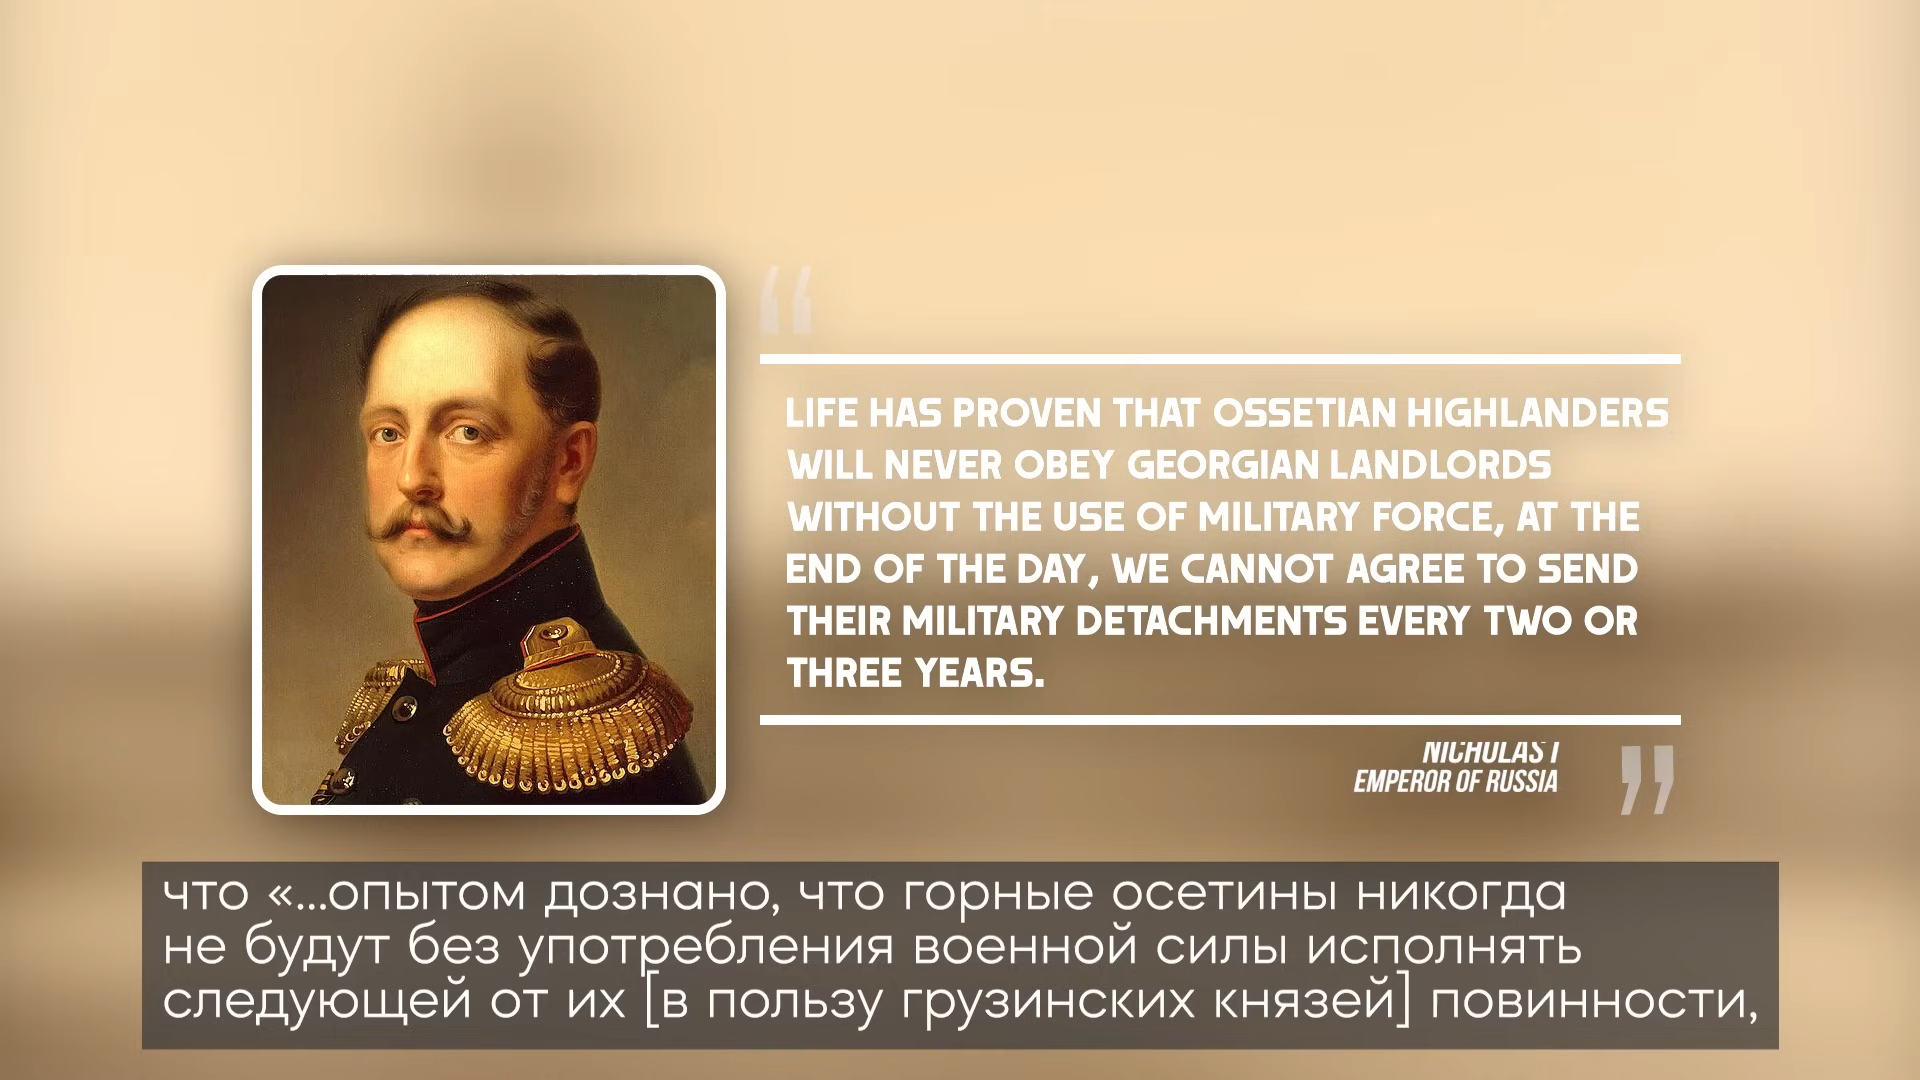 “
LIFE HAS PROVEN THAT OSSETIAN HIGHLANDERS
WILL NEVER OBEY GEORGIAN LANDLORDS
WITHOUT THE USE OF MILITARY FORCE, AT THE
END OF THE DAY, WE CANNOT AGREE TO SEND
THEIR MILITARY DETACHMENTS EVERY TWO OR
THREE YEARS.
NICHOLAS I
EMPEROR OF RUSSIA
”
что «...опытом дознано, что горные осетины никогда
не будут без употребления военной силы исполнять
следующей от их [в пользу грузинских князей] повинности,